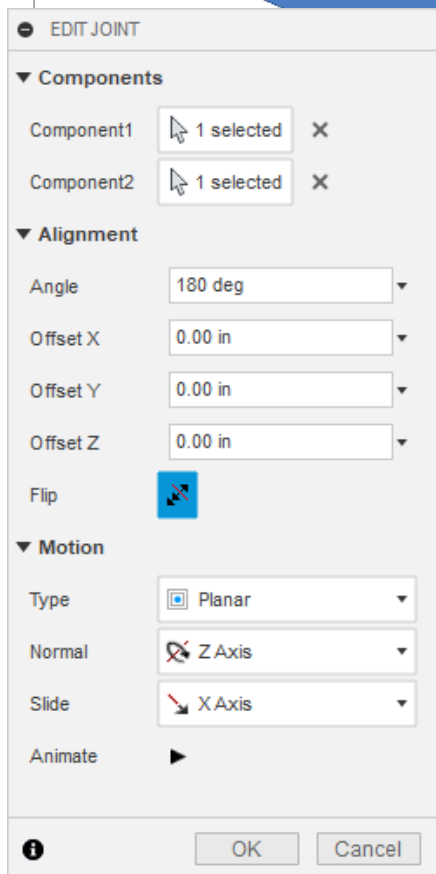 EDIT JOINT
Components
Component1 1 selected
Component2 1 selected
Alignment
Angle 180 deg
Offset X 0.00 in
Offset Y 0.00 in
Offset Z 0.00 in
Flip
Motion
Type Planar
Normal Z Axis
Slide X Axis
Animate
OK Cancel